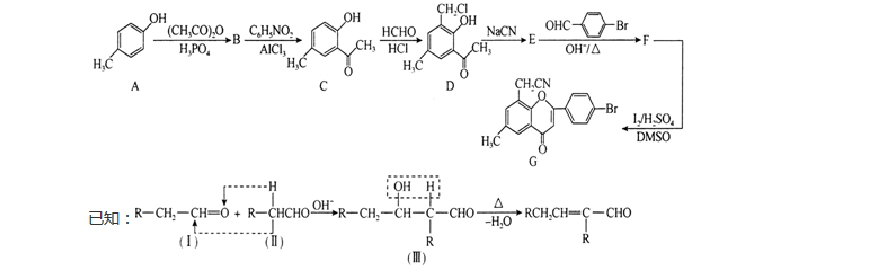 A
H₃C
OH
(CH₃CO)₂O
H₃PO₄
B
C₆H₅NO₂
AlCl₃
OH
CH₃
H₃C
O
C
HCHO
HCl
CH₂Cl
OH
CH₃
H₃C
O
D
NaCN
E
OHC
Br
OH⁻/△
F
I₂/H₂SO₄
DMSO
CH₂CN
O
Br
H₃C
O
G
已知：
R—CH₂—CH=O + R—CHCHO
H
(Ⅰ)
(Ⅱ)
OH⁻
OH H
R—CH₂—CH—C—CHO
R
(Ⅲ)
△
−H₂O
RCH₂CH=C—CHO
R